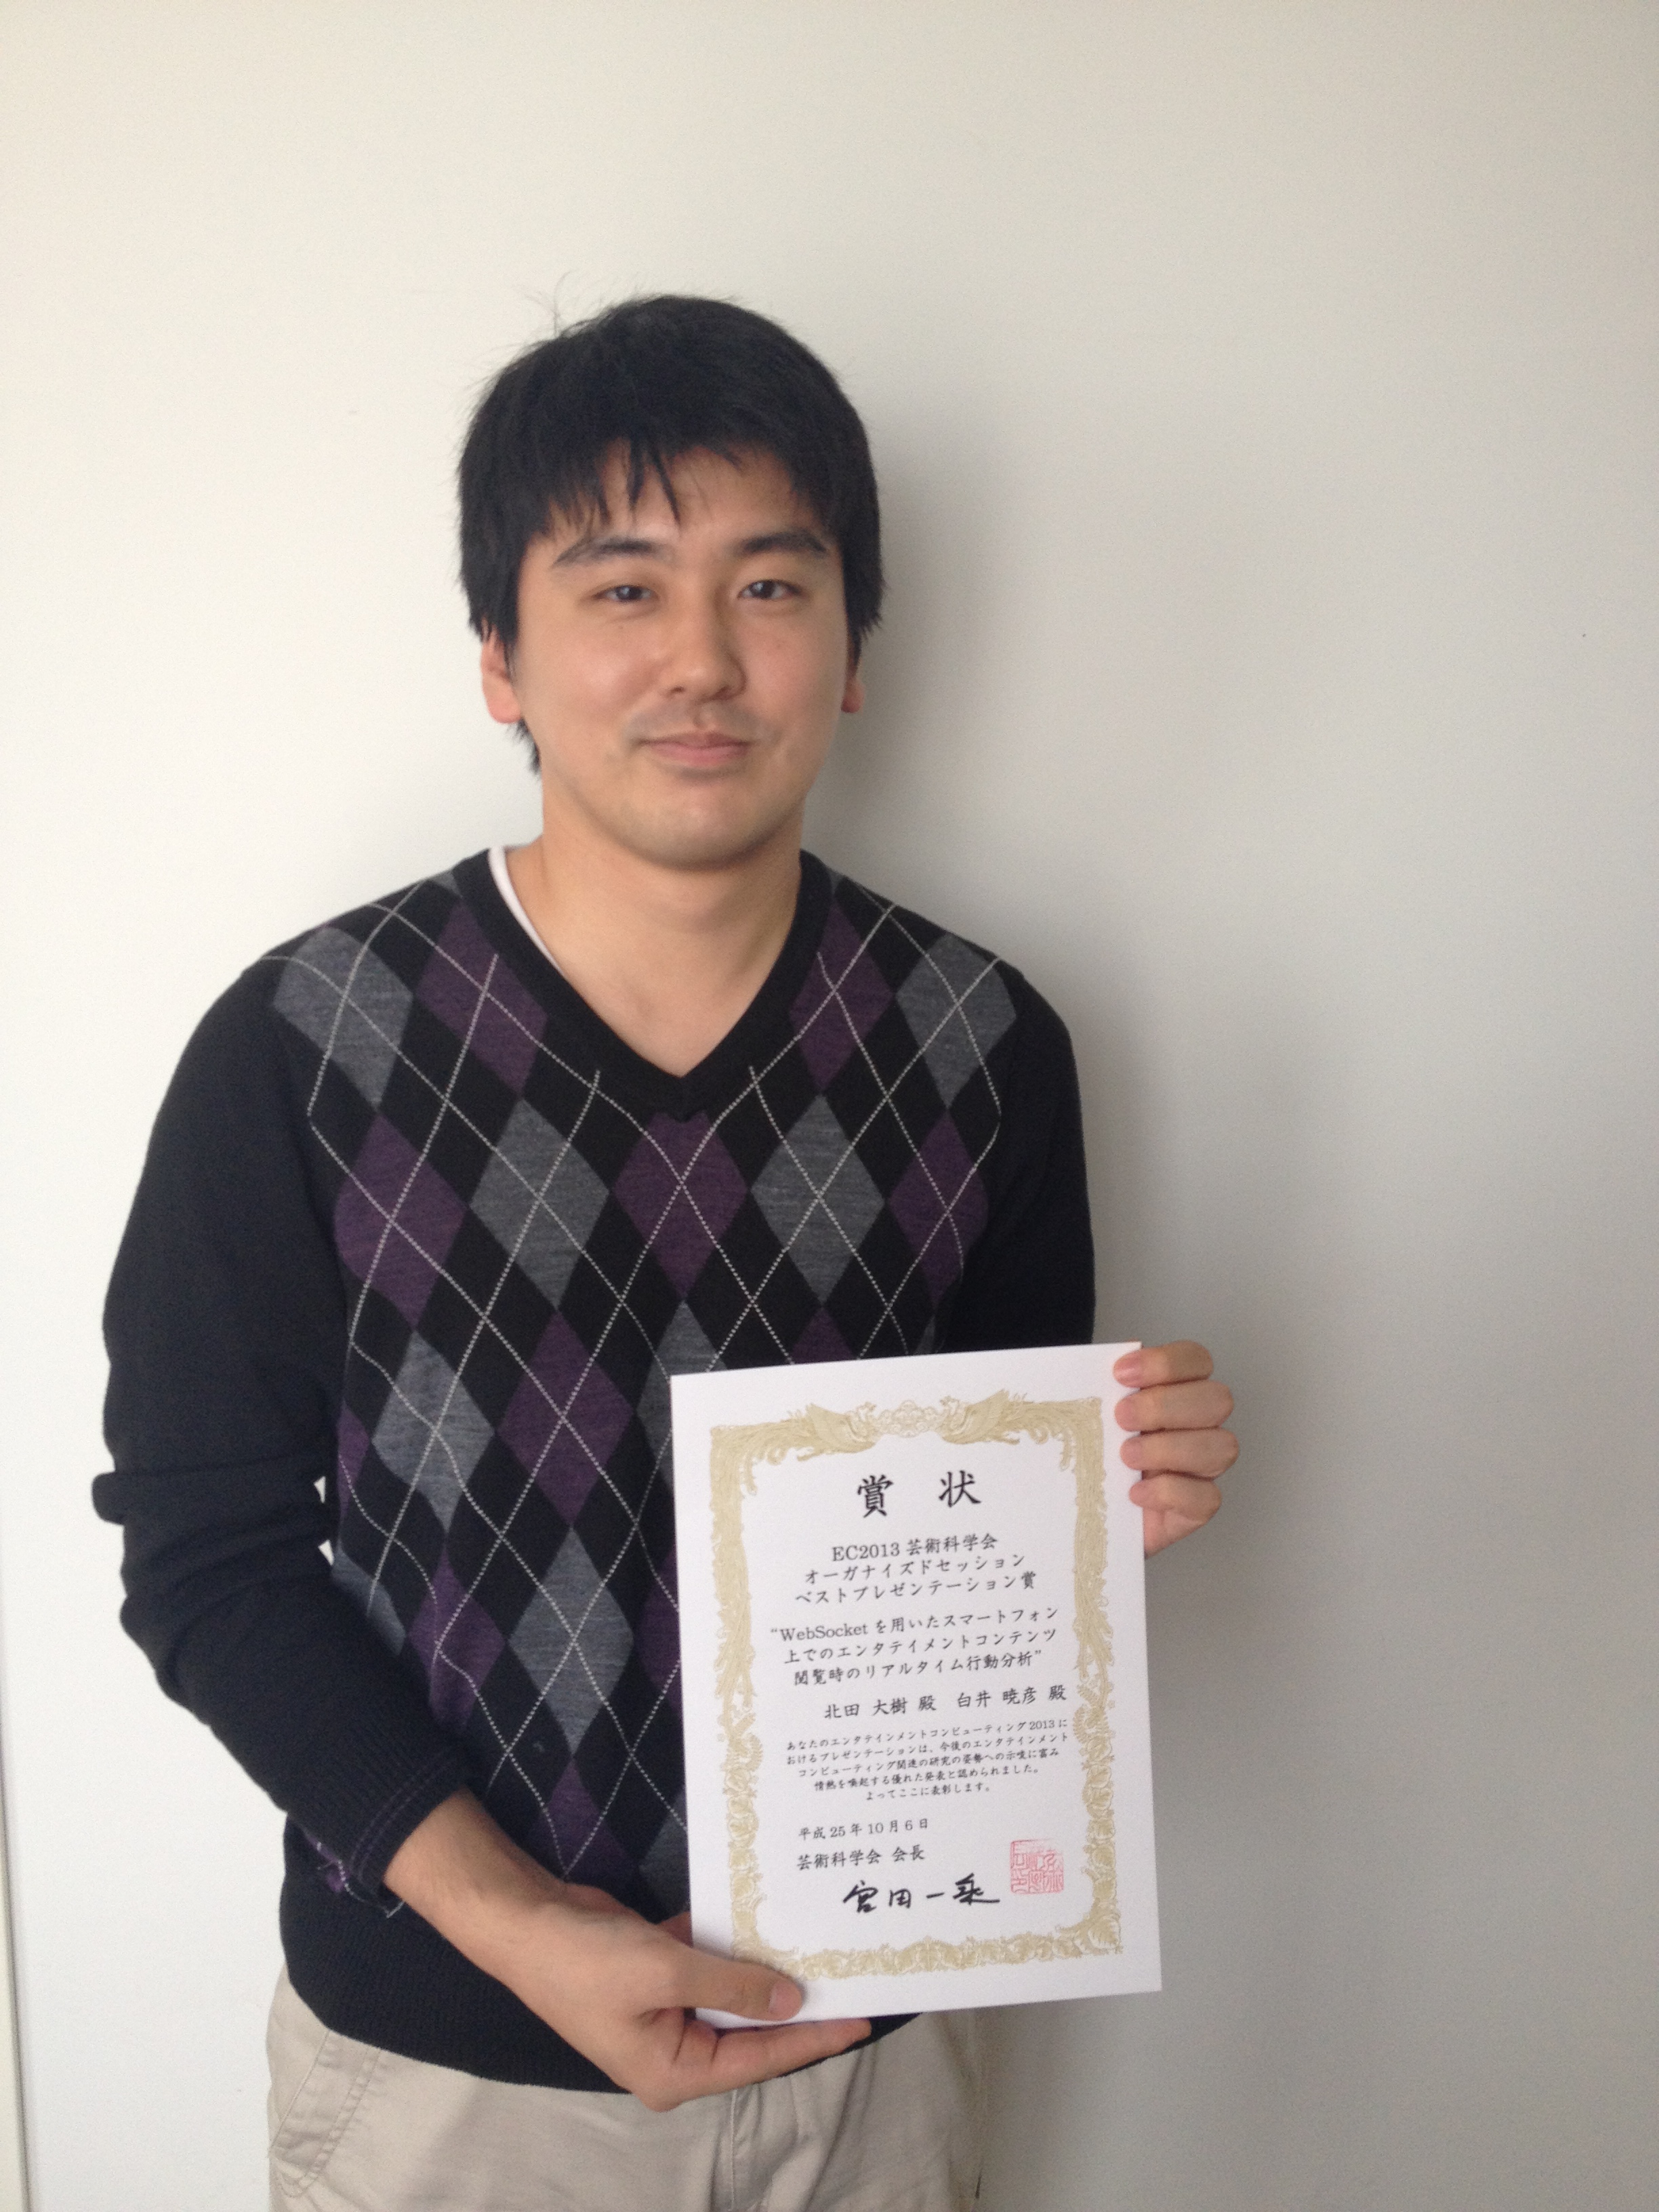 賞 状
EC2013 芸術科学会
オーガナイズドセッション
ベストプレゼンテーション賞
“WebSocket を用いたスマートフォン
上でのエンタテイメントコンテンツ
閲覧時のリアルタイム行動分析”
北田 大樹 殿 白井 暁彦 殿
あなたのエンタテインメントコンピューティング 2013 に
おけるプレゼンテーションは、今後のエンタテインメント
コンピューティング関連の研究の姿勢への示唆に富み
情熱を喚起する優れた発表と認められました。
よってここに表彰します。
平成 25 年 10 月 6 日
芸術科学会 会長
宮田一乘